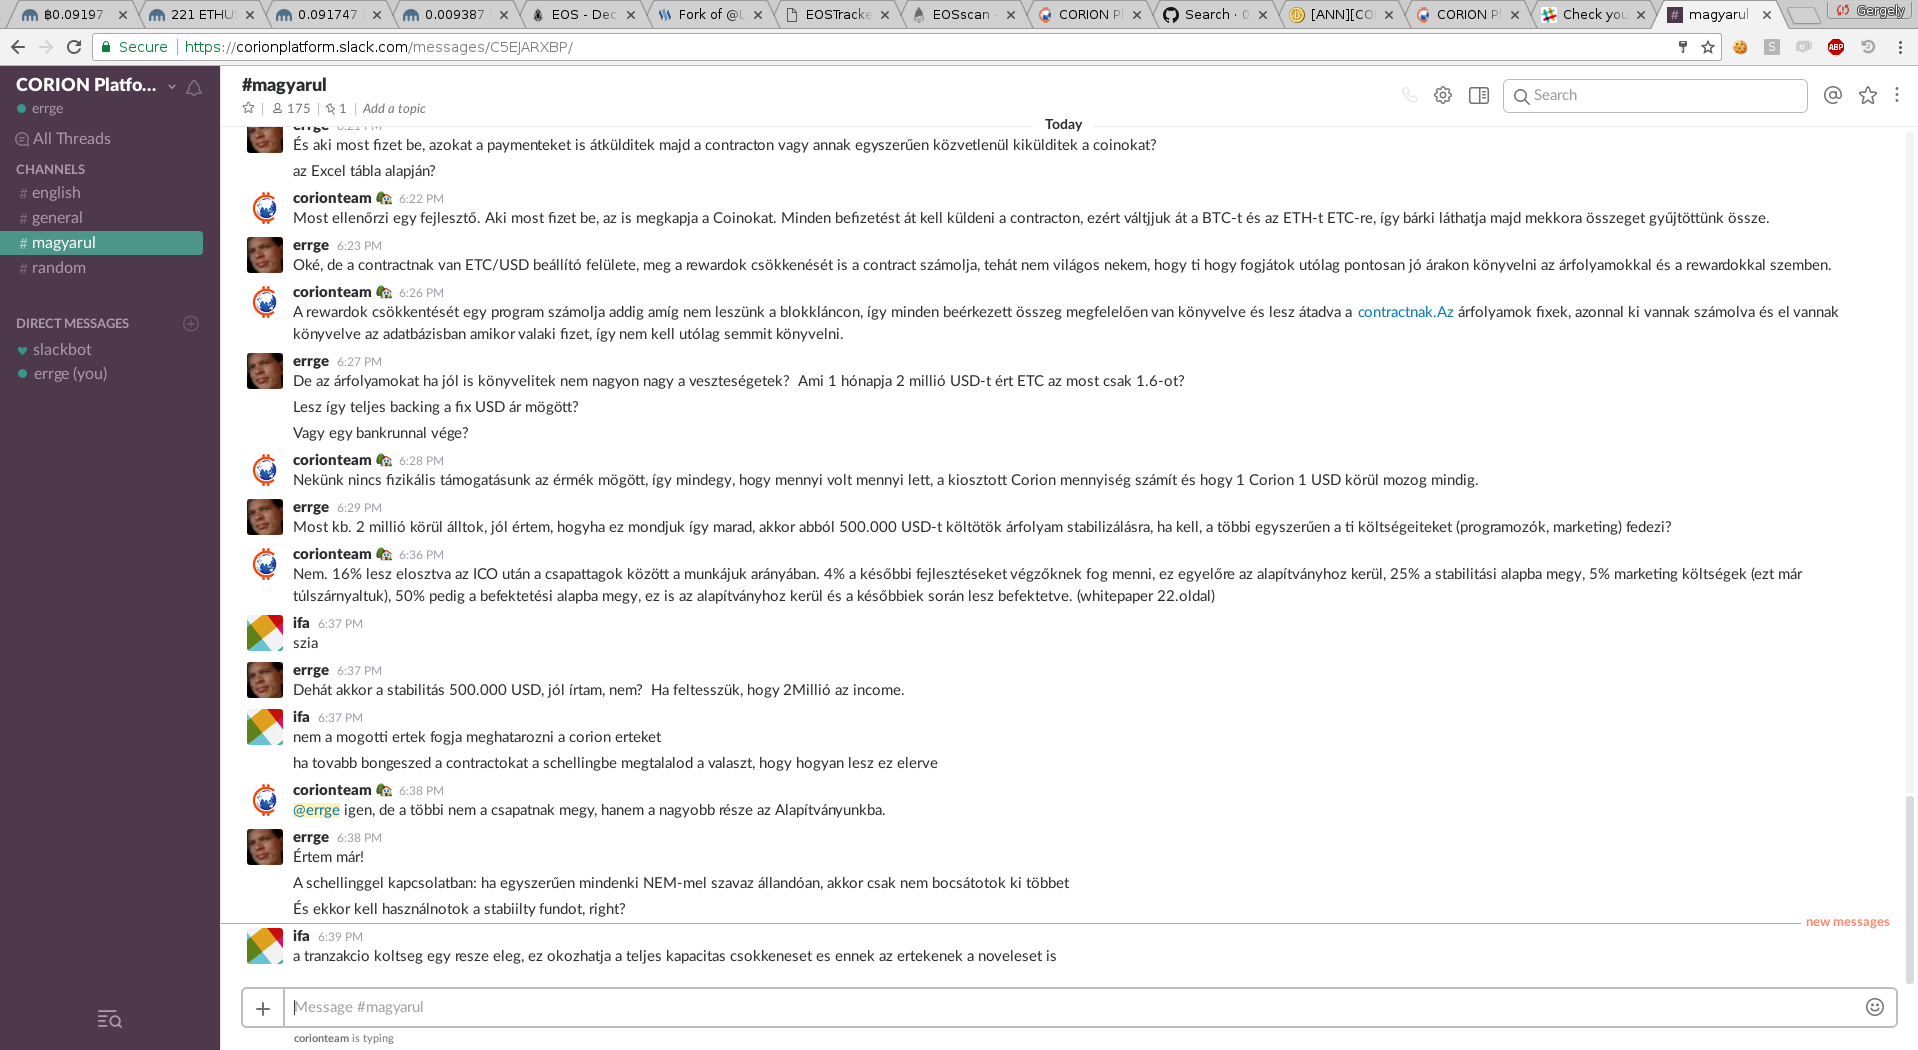 ฿0.09197
221 ETHU
0.091747
0.009387
EOS - Dec
Fork of @L
EOSTracke
EOSscan -
CORION Pl
Search · 
[ANN][CO
CORION Pl
Check you
magyarul
Gergely
Secure
https://corionplatform.slack.com/messages/C5EJARXBP/
ABP
CORION Platfo...
errge
All Threads
CHANNELS
# english
# general
# magyarul
# random
DIRECT MESSAGES
slackbot
errge (you)
#magyarul
175
1
Add a topic
Search
Today
errge 6:21 PM
És aki most fizet be, azokat a paymenteket is átkülditek majd a contracton vagy annak egyszerűen közvetlenül kikülditek a coinokat?
az Excel tábla alapján?
corionteam 6:22 PM
Most ellenőrzi egy fejlesztő. Aki most fizet be, az is megkapja a Coinokat. Minden befizetést át kell küldeni a contracton, ezért váltjjuk át a BTC-t és az ETH-t ETC-re, így bárki láthatja majd mekkora összeget gyűjtöttünk össze.
errge 6:23 PM
Oké, de a contractnak van ETC/USD beállító felülete, meg a rewardok csökkenését is a contract számolja, tehát nem világos nekem, hogy ti hogy fogjátok utólag pontosan jó árakon könyvelni az árfolyamokkal és a rewardokkal szemben.
corionteam 6:26 PM
A rewardok csökkentését egy program számolja addig amíg nem leszünk a blokkláncon, így minden beérkezett összeg megfelelően van könyvelve és lesz átadva a contractnak.Az árfolyamok fixek, azonnal ki vannak számolva és el vannak
könyvelve az adatbázisban amikor valaki fizet, így nem kell utólag semmit könyvelni.
errge 6:27 PM
De az árfolyamokat ha jól is könyvelitek nem nagyon nagy a veszteségetek? Ami 1 hónapja 2 millió USD-t ért ETC az most csak 1.6-ot?
Lesz így teljes backing a fix USD ár mögött?
Vagy egy bankrunnal vége?
corionteam 6:28 PM
Nekünk nincs fizikális támogatásunk az érmék mögött, így mindegy, hogy mennyi volt mennyi lett, a kiosztott Corion mennyiség számít és hogy 1 Corion 1 USD körül mozog mindig.
errge 6:29 PM
Most kb. 2 millió körül álltok, jól értem, hogyha ez mondjuk így marad, akkor abból 500.000 USD-t költötök árfolyam stabilizálásra, ha kell, a többi egyszerűen a ti költségeiteket (programozók, marketing) fedezi?
corionteam 6:36 PM
Nem. 16% lesz elosztva az ICO után a csapattagok között a munkájuk arányában. 4% a későbbi fejlesztéseket végzőknek fog menni, ez egyelőre az alapítványhoz kerül, 25% a stabilitási alapba megy, 5% marketing költségek (ezt már
túlszárnyaltuk), 50% pedig a befektetési alapba megy, ez is az alapítványhoz kerül és a későbbiek során lesz befektetve. (whitepaper 22.oldal)
ifa 6:37 PM
szia
errge 6:37 PM
Dehát akkor a stabilitás 500.000 USD, jól írtam, nem? Ha feltesszük, hogy 2Millió az income.
ifa 6:37 PM
nem a mogotti ertek fogja meghatarozni a corion erteket
ha tovabb bongeszed a contractokat a schellingbe megtalalod a valaszt, hogy hogyan lesz ez elerve
corionteam 6:38 PM
@errge igen, de a többi nem a csapatnak megy, hanem a nagyobb része az Alapítványunkba.
errge 6:38 PM
Értem már!
A schellinggel kapcsolatban: ha egyszerűen mindenki NEM-mel szavaz állandóan, akkor csak nem bocsátotok ki többet
És ekkor kell használnotok a stabiilty fundot, right?
new messages
ifa 6:39 PM
a tranzakcio koltseg egy resze eleg, ez okozhatja a teljes kapacitas csokkeneset es ennek az ertekenek a noveleset is
Message #magyarul
corionteam is typing